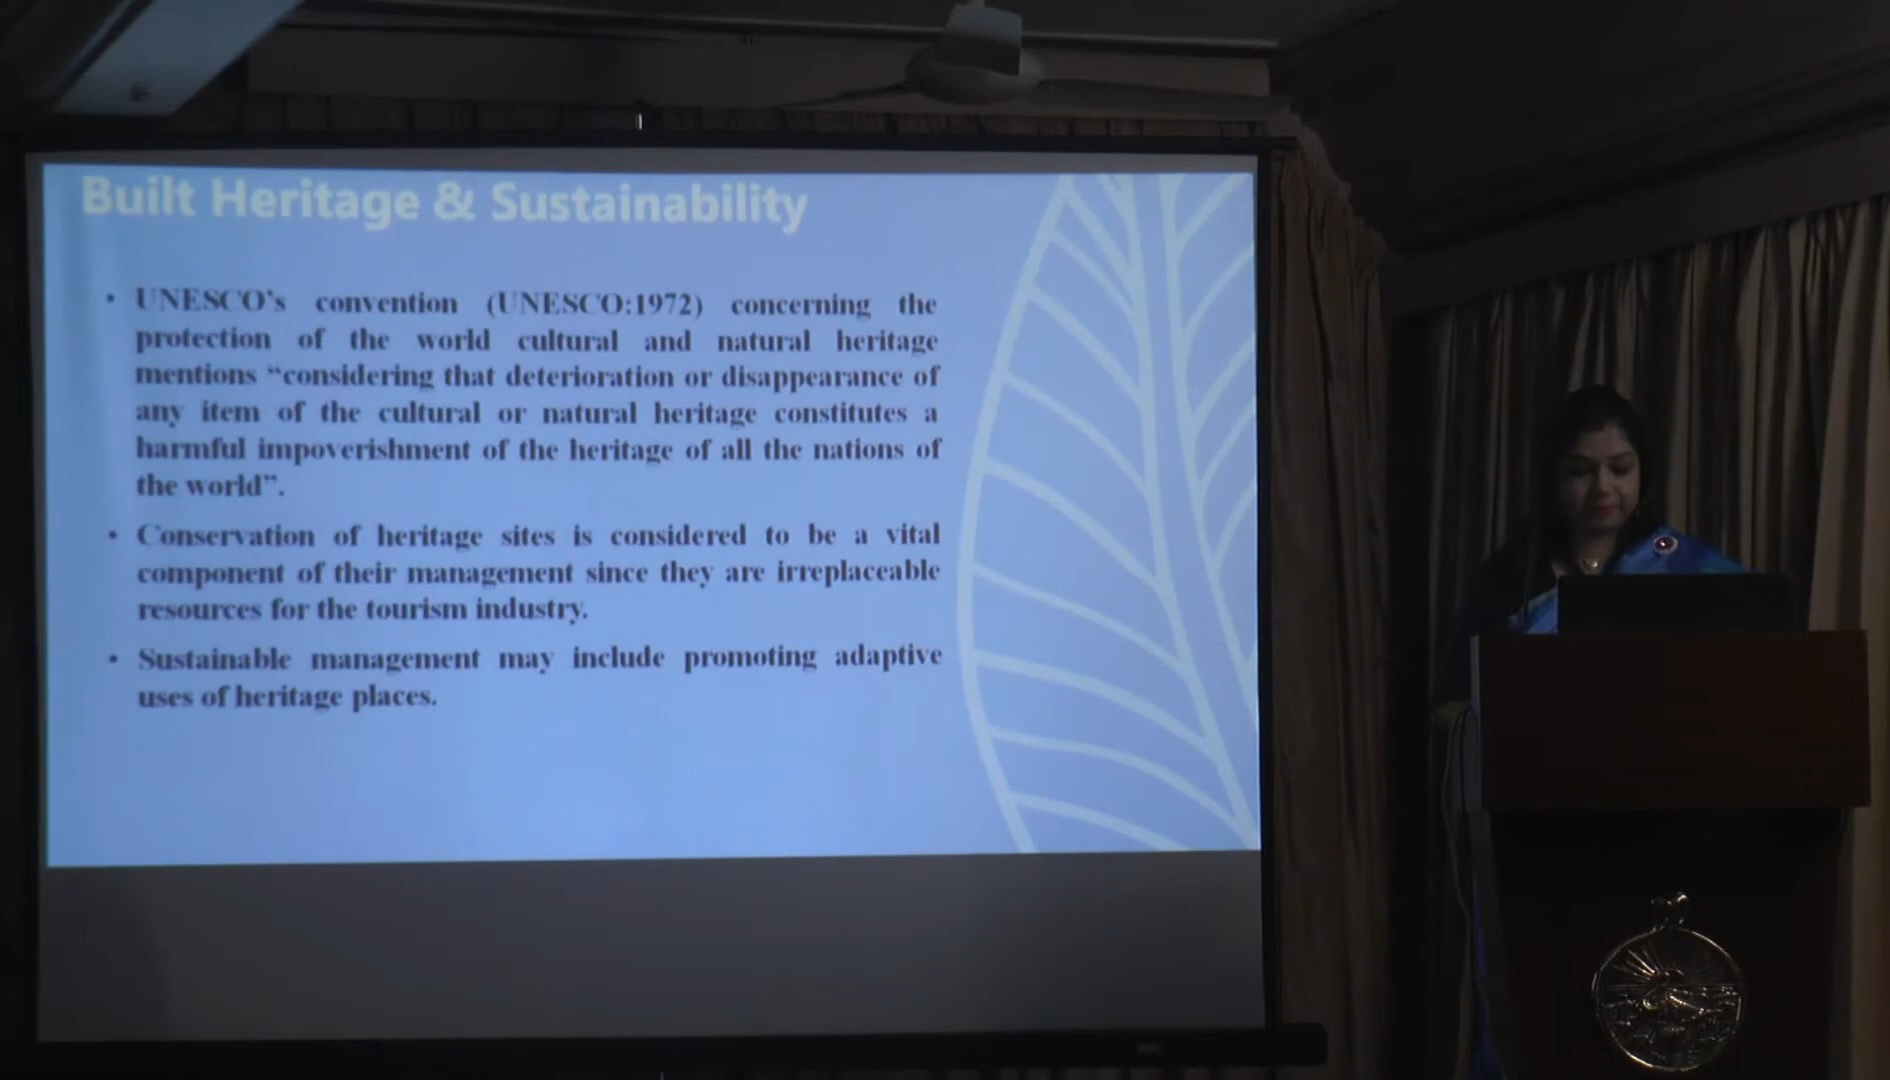 Built Heritage & Sustainability
• UNESCO's convention (UNESCO:1972) concerning the
protection of the world cultural and natural heritage
mentions “considering that deterioration or disappearance of
any item of the cultural or natural heritage constitutes a
harmful impoverishment of the heritage of all the nations of
the world”.
• Conservation of heritage sites is considered to be a vital
component of their management since they are irreplaceable
resources for the tourism industry.
• Sustainable management may include promoting adaptive
uses of heritage places.